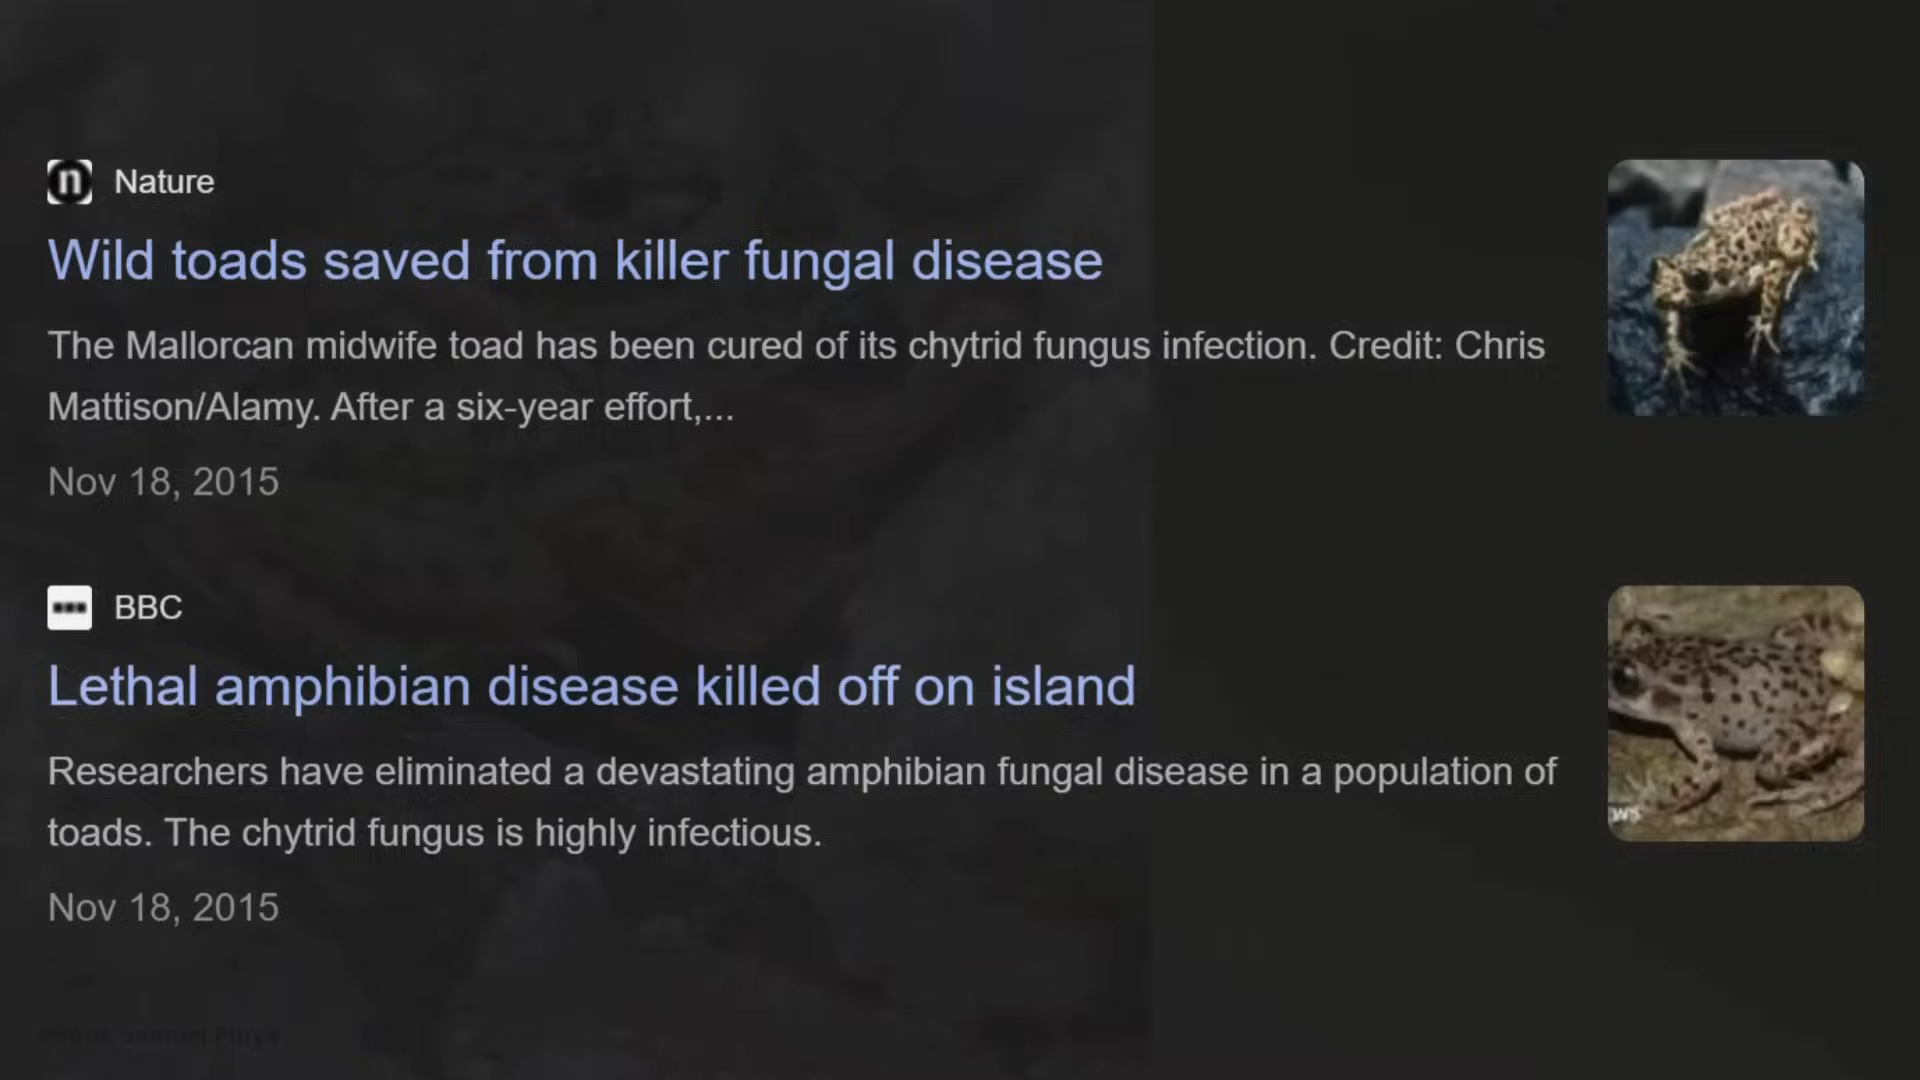 Nature
Wild toads saved from killer fungal disease
The Mallorcan midwife toad has been cured of its chytrid fungus infection. Credit: Chris
Mattison/Alamy. After a six-year effort,...
Nov 18, 2015
BBC
Lethal amphibian disease killed off on island
Researchers have eliminated a devastating amphibian fungal disease in a population of
toads. The chytrid fungus is highly infectious.
Nov 18, 2015